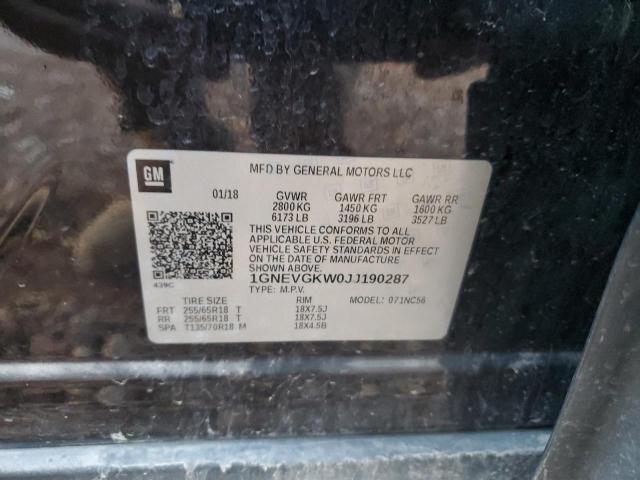 GM
MFD BY GENERAL MOTORS LLC
01/18 GVWR GAWR FRT GAWR RR
2800 KG 1450 KG 1600 KG
6173 LB 3196 LB 3527 LB
THIS VEHICLE CONFORMS TO ALL
APPLICABLE U.S. FEDERAL MOTOR
VEHICLE SAFETY STANDARDS IN EFFECT
ON THE DATE OF MANUFACTURE
SHOWN ABOVE.
439C
1GNEVGKW0JJ190287
TYPE: M.P.V. MODEL: 071NC56
TIRE SIZE RIM
FRT 255/65R18 T 18X7.5J
RR 255/65R18 T 18X7.5J
SPA T135/70R18 M 18X4.5B